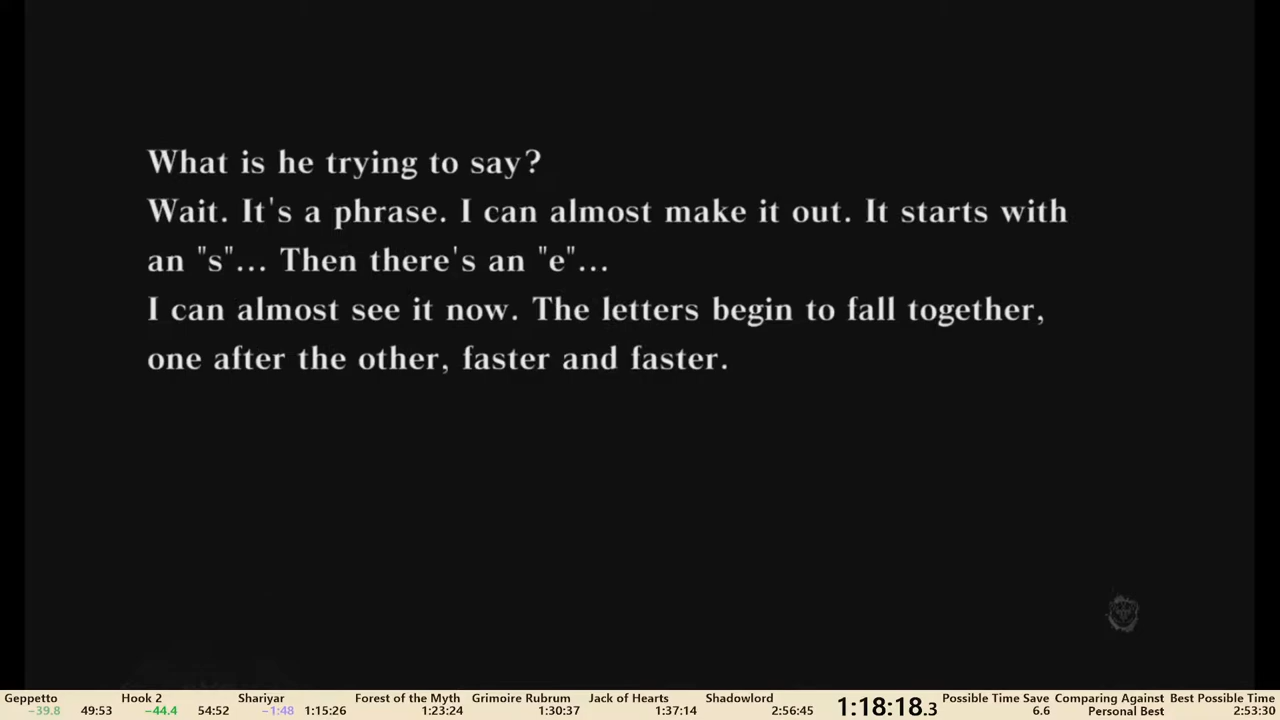 What is he trying to say?
Wait. It's a phrase. I can almost make it out. It starts with
an "s"... Then there's an "e"...
I can almost see it now. The letters begin to fall together,
one after the other, faster and faster.
Geppetto Hook 2 Shariyar Forest of the Myth Grimoire Rubrum Jack of Hearts Shadowlord 1:18:18.3 Possible Time Save Comparing Against Best Possible Time
-39.8 49:53 -44.4 54:52 -1:48 1:15:26 1:23:24 1:30:37 1:37:14 2:56:45 6.6 Personal Best 2:53:30